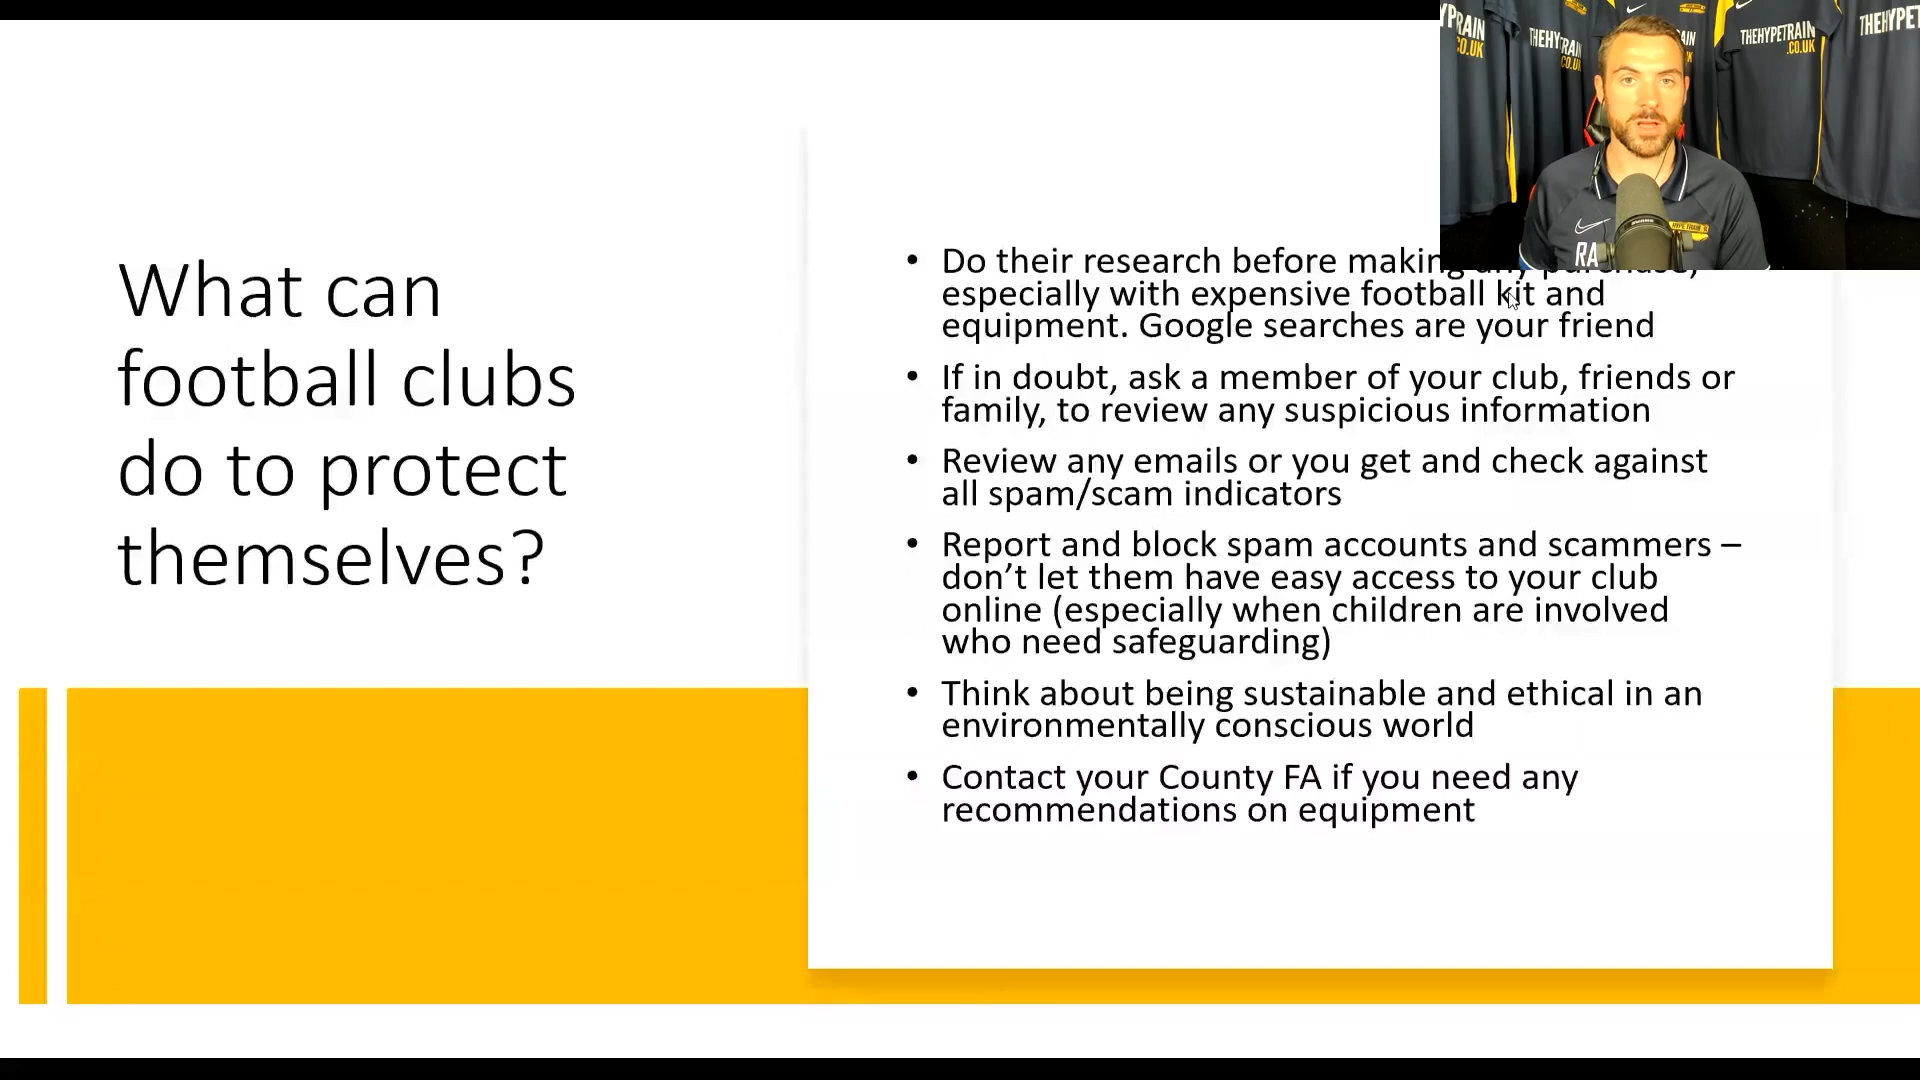 What can
football clubs
do to protect
themselves?
• Do their research before making any purchase,
especially with expensive football kit and
equipment. Google searches are your friend
• If in doubt, ask a member of your club, friends or
family, to review any suspicious information
• Review any emails or you get and check against
all spam/scam indicators
• Report and block spam accounts and scammers –
don’t let them have easy access to your club
online (especially when children are involved
who need safeguarding)
• Think about being sustainable and ethical in an
environmentally conscious world
• Contact your County FA if you need any
recommendations on equipment
THEHYPETRAIN
.CO.UK
RA